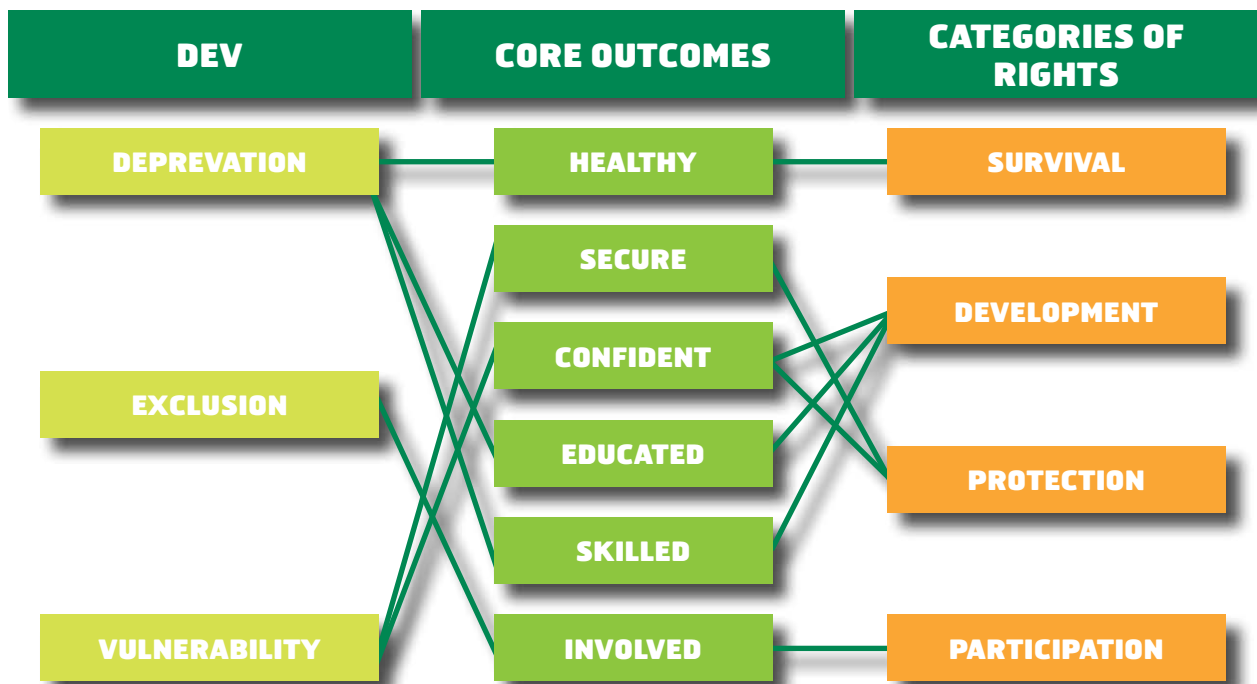 DEV
CORE OUTCOMES
CATEGORIES OF
RIGHTS
DEPREVATION
HEALTHY
SURVIVAL
SECURE
DEVELOPMENT
CONFIDENT
EXCLUSION
EDUCATED
PROTECTION
SKILLED
VULNERABILITY
INVOLVED
PARTICIPATION